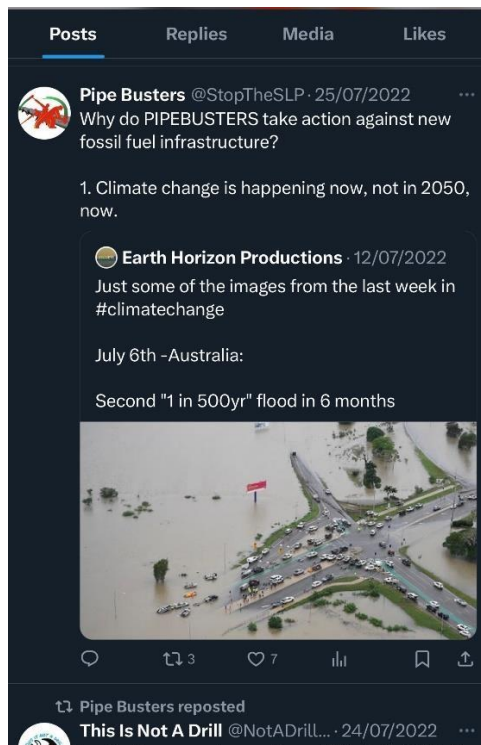 Posts Replies Media Likes
Pipe Busters @StopTheSLP · 25/07/2022 ...
Why do PIPEBUSTERS take action against new
fossil fuel infrastructure?
1. Climate change is happening now, not in 2050,
now.
Earth Horizon Productions · 12/07/2022
Just some of the images from the last week in
#climatechange
July 6th -Australia:
Second "1 in 500yr" flood in 6 months
3 7
Pipe Busters reposted
This Is Not A Drill @NotADrill... · 24/07/2022 ...